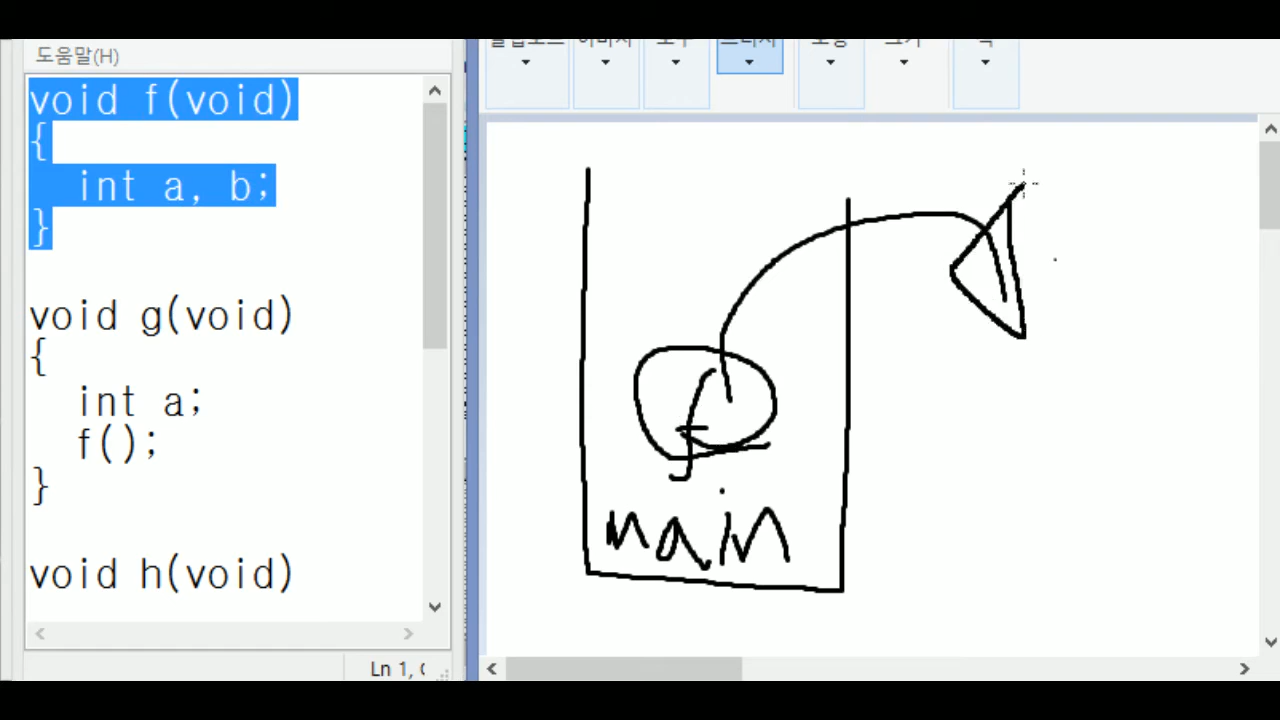 도움말(H)
void f(void)
{
int a, b;
}
void g(void)
{
int a;
f();
}
void h(void)
Ln 1,
f
main